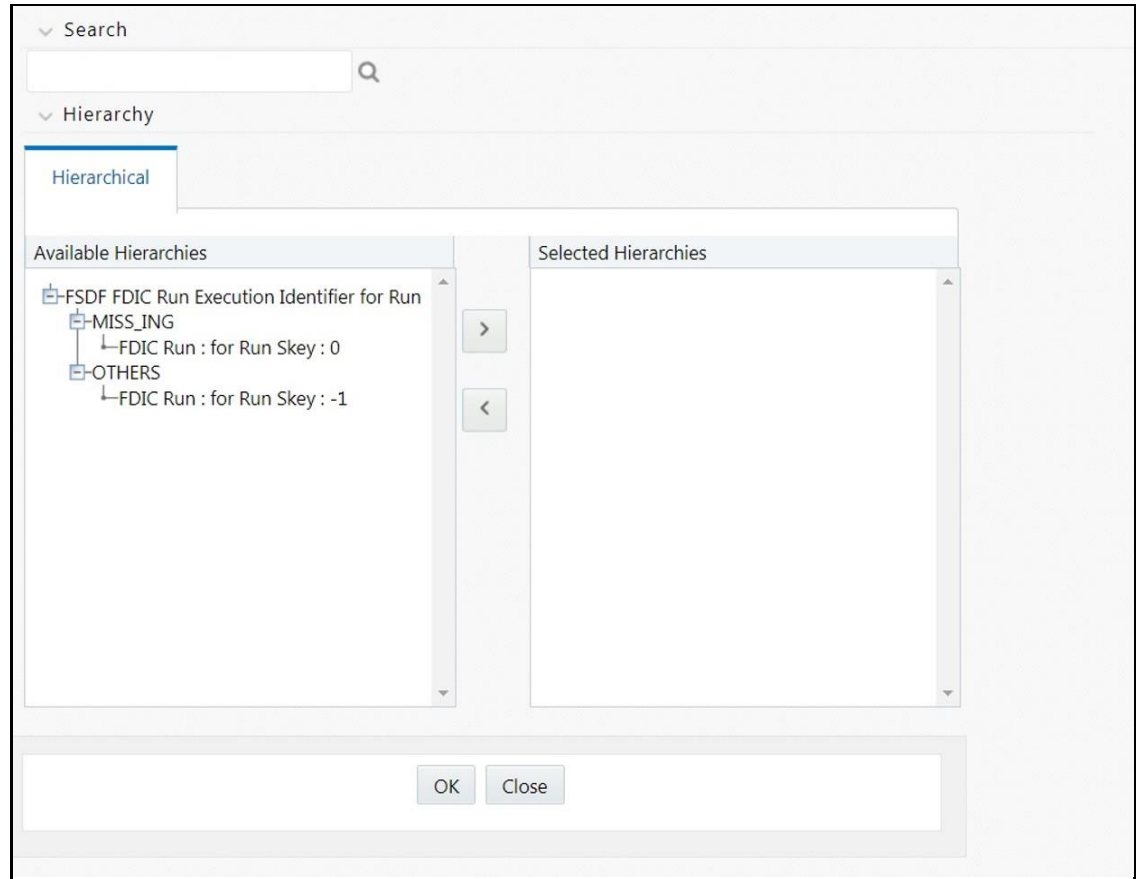 Search
Hierarchy
Hierarchical
Available Hierarchies
Selected Hierarchies
FSDF FDIC Run Execution Identifier for Run
MISS_ING
FDIC Run : for Run Skey : 0
OTHERS
FDIC Run : for Run Skey : -1
>
<
OK
Close